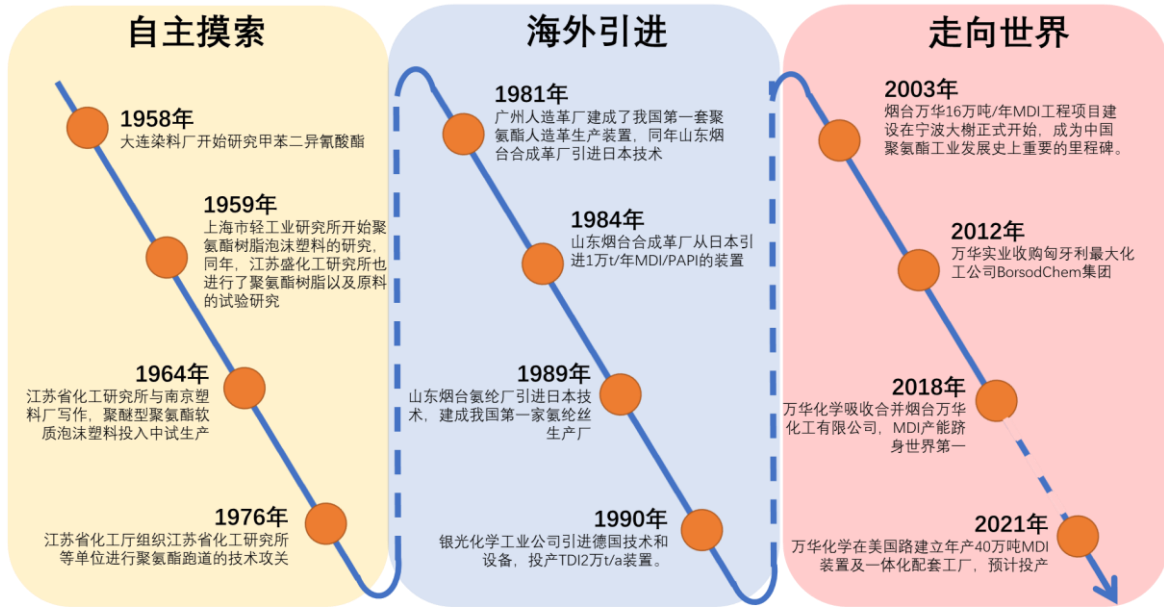 自主摸索
1958年
大连染料厂开始研究甲苯二异氰酸酯
1959年
上海市轻工业研究所开始聚
氨酯树脂泡沫塑料的研究,
同年，江苏盛化工研究所也
进行了聚氨酯树脂以及原料
的试验研究
1964年
江苏省化工研究所与南京塑
料厂写作，聚醚型聚氨酯软
质泡沫塑料投入中试生产
1976年
江苏省化工厅组织江苏省化工研究所
等单位进行聚氨酯跑道的技术攻关
海外引进
1981年
广州人造革厂建成了我国第一套聚
氨酯人造革生产装置，同年山东烟
台合成革厂引进日本技术
1984年
山东烟台合成革厂从日本引
进1万t/年MDI/PAPI的装置
1989年
山东烟台氨纶厂引进日本技
术，建成我国第一家氨纶丝
生产厂
1990年
银光化学工业公司引进德国技术和
设备，投产TDI2万t/a装置。
走向世界
2003年
烟台万华16万吨/年MDI工程项目建
设在宁波大榭正式开始，成为中国
聚氨酯工业发展史上重要的里程碑。
2012年
万华实业收购匈牙利最大化
工公司BorsodChem集团
2018年
万华化学吸收合并烟台万华
化工有限公司，MDI产能跻
身世界第一
2021年
万华化学在美国路建立年产40万吨MDI
装置及一体化配套工厂，预计投产